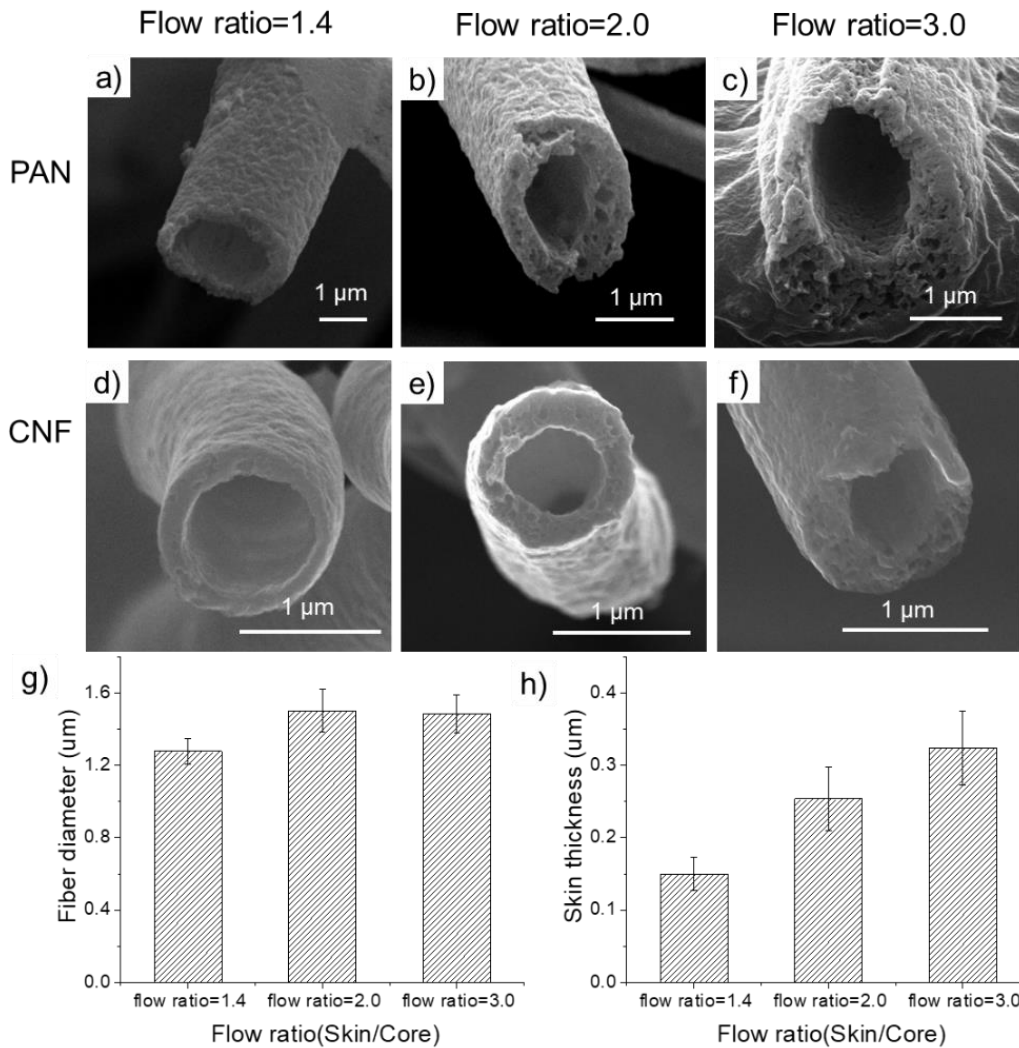 Flow ratio=1.4
Flow ratio=2.0
Flow ratio=3.0
PAN
a)
1 μm
b)
1 μm
c)
1 μm
CNF
d)
1 μm
e)
1 μm
f)
1 μm
g)
Fiber diameter (um)
1.6
1.2
0.8
0.4
0.0
flow ratio=1.4
flow ratio=2.0
flow ratio=3.0
Flow ratio(Skin/Core)
h)
Skin thickness (um)
0.4
0.3
0.2
0.1
0.0
flow ratio=1.4
flow ratio=2.0
flow ratio=3.0
Flow ratio(Skin/Core)